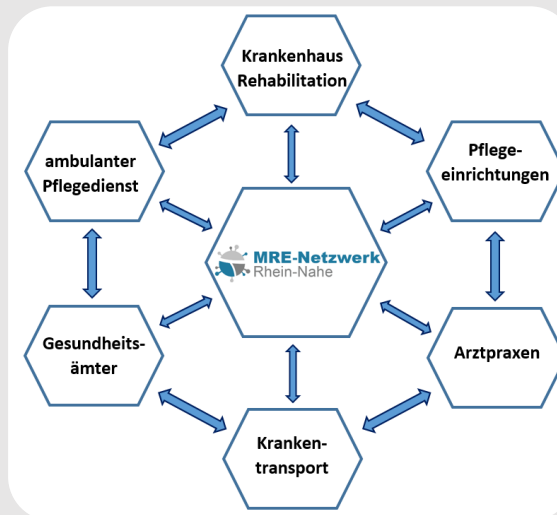 Krankenhaus
Rehabilitation
ambulanter
Pflegedienst
Pflege-
einrichtungen
MRE-Netzwerk
Rhein-Nahe
Gesundheits-
ämter
Arztpraxen
Kranken-
transport